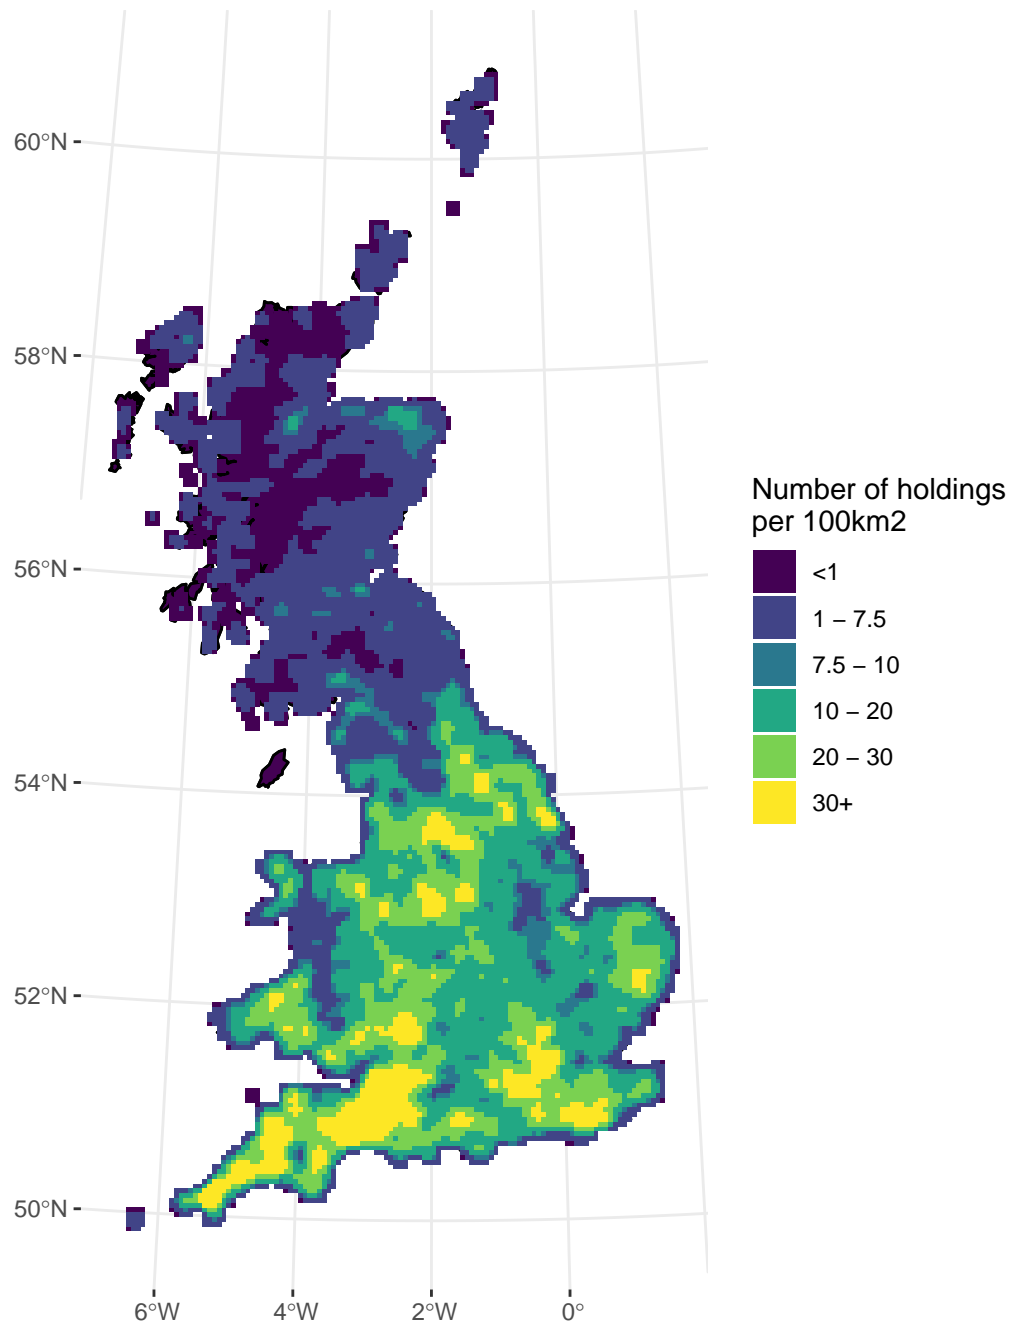 60°N
58°N
56°N
54°N
52°N
50°N
6°W
4°W
2°W
0°
Number of holdings
per 100km2
<1
1 – 7.5
7.5 – 10
10 – 20
20 – 30
30+